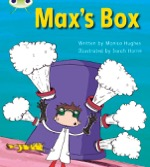 Max's Box
Written by Monica Hughes
Illustrated by Sarah Horne